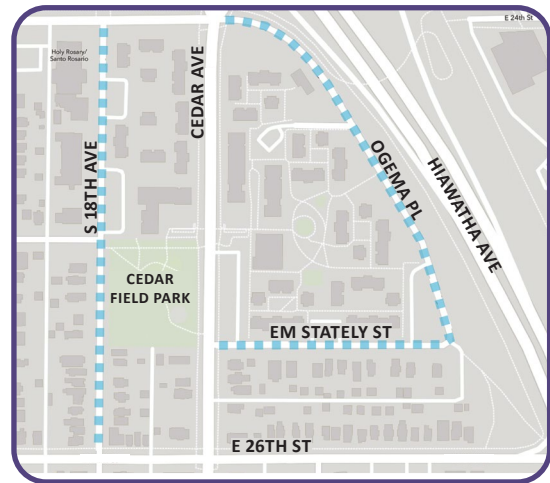 E 24th St
Holy Rosary/
Santo Rosario
CEDAR AVE
S 18TH AVE
OGEMA PL
HIAWATHA AVE
CEDAR
FIELD PARK
EM STATELY ST
E 26TH ST